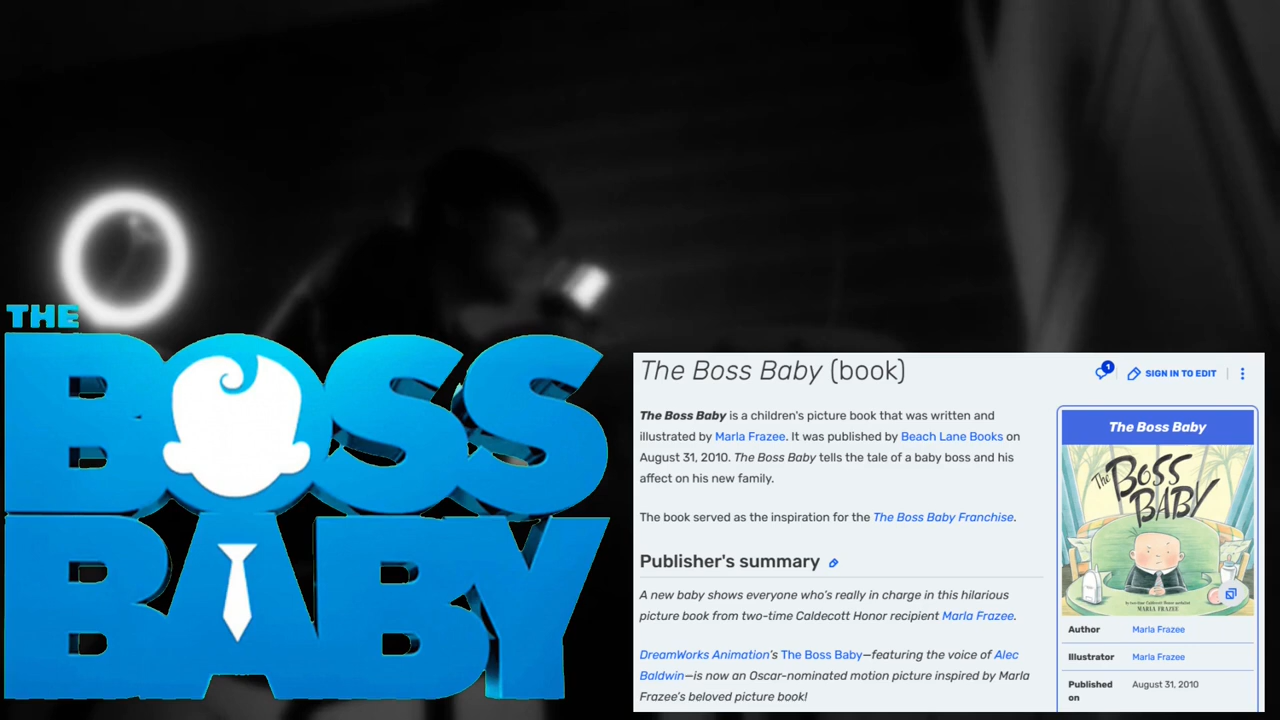 THE
BOSS
BABY
The Boss Baby (book)
1
SIGN IN TO EDIT
The Boss Baby is a children's picture book that was written and
illustrated by Marla Frazee. It was published by Beach Lane Books on
August 31, 2010. The Boss Baby tells the tale of a baby boss and his
affect on his new family.
The book served as the inspiration for the The Boss Baby Franchise.
Publisher's summary
A new baby shows everyone who's really in charge in this hilarious
picture book from two-time Caldecott Honor recipient Marla Frazee.
DreamWorks Animation's The Boss Baby—featuring the voice of Alec
Baldwin—is now an Oscar-nominated motion picture inspired by Marla
Frazee's beloved picture book!
The Boss Baby
The BOSS
BABY
MARLA FRAZEE
Author Marla Frazee
Illustrator Marla Frazee
Published August 31, 2010
on